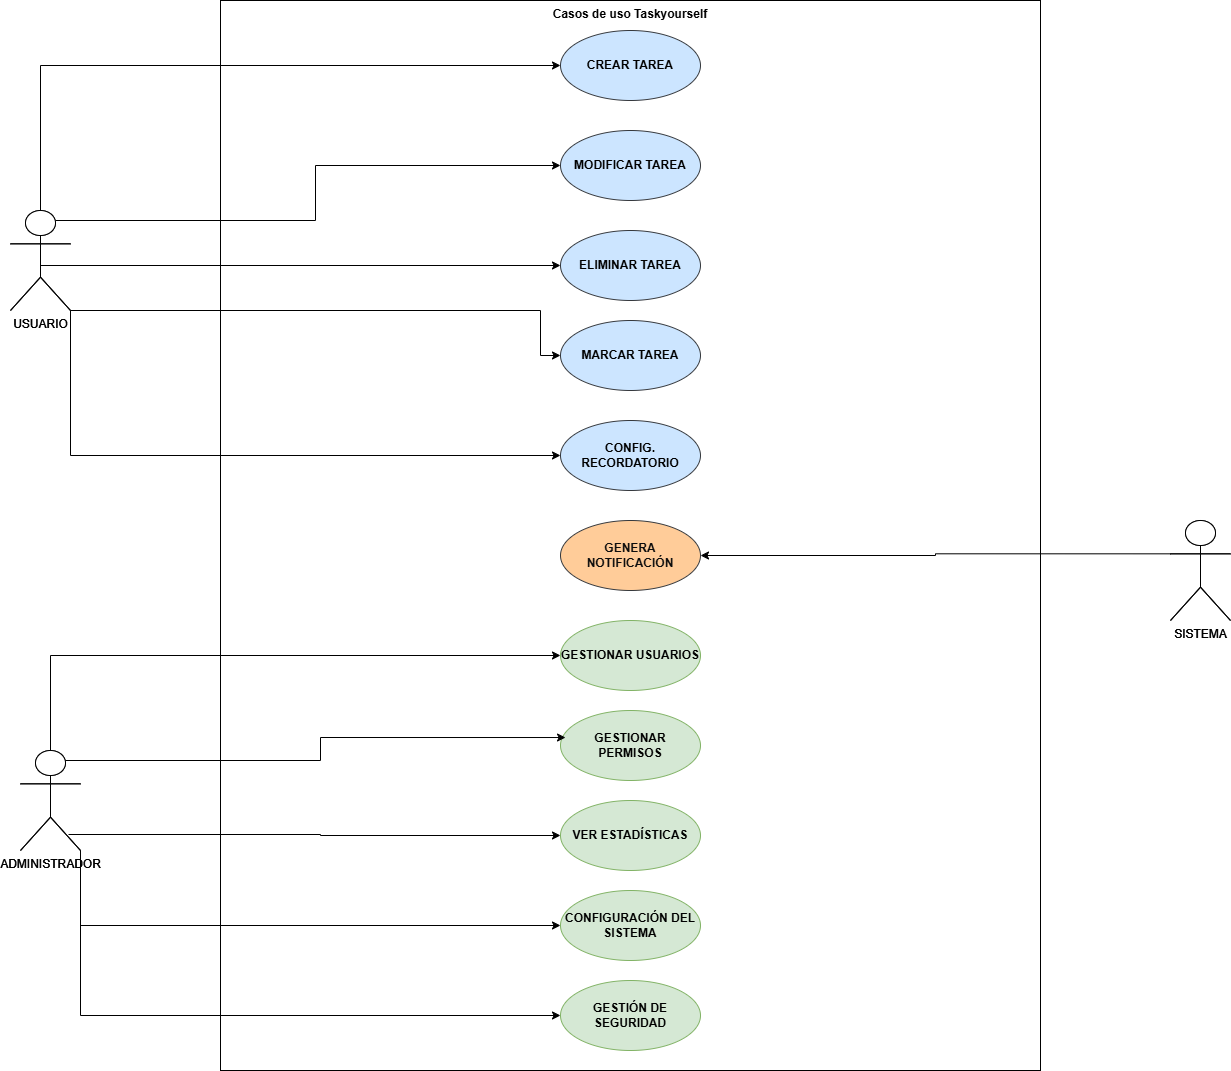 Casos de uso Taskyourself
CREAR TAREA
MODIFICAR TAREA
ELIMINAR TAREA
USUARIO
MARCAR TAREA
CONFIG.
RECORDATORIO
GENERA
NOTIFICACIÓN
SISTEMA
GESTIONAR USUARIOS
GESTIONAR
PERMISOS
VER ESTADÍSTICAS
ADMINISTRADOR
CONFIGURACIÓN DEL
SISTEMA
GESTIÓN DE
SEGURIDAD